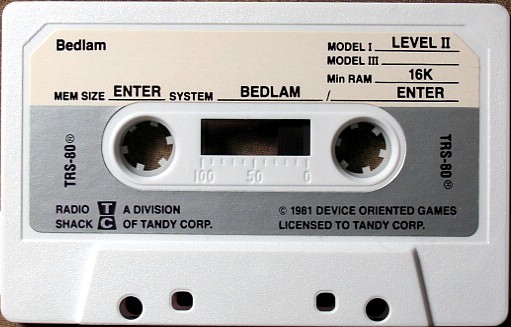 Bedlam
MODEL I LEVEL II
MODEL III
Min RAM 16K
MEM SIZE ENTER SYSTEM BEDLAM / ENTER
TRS-80®
TRS-80®
100 50 0
RADIO TC A DIVISION
SHACK OF TANDY CORP.
© 1981 DEVICE ORIENTED GAMES
LICENSED TO TANDY CORP.